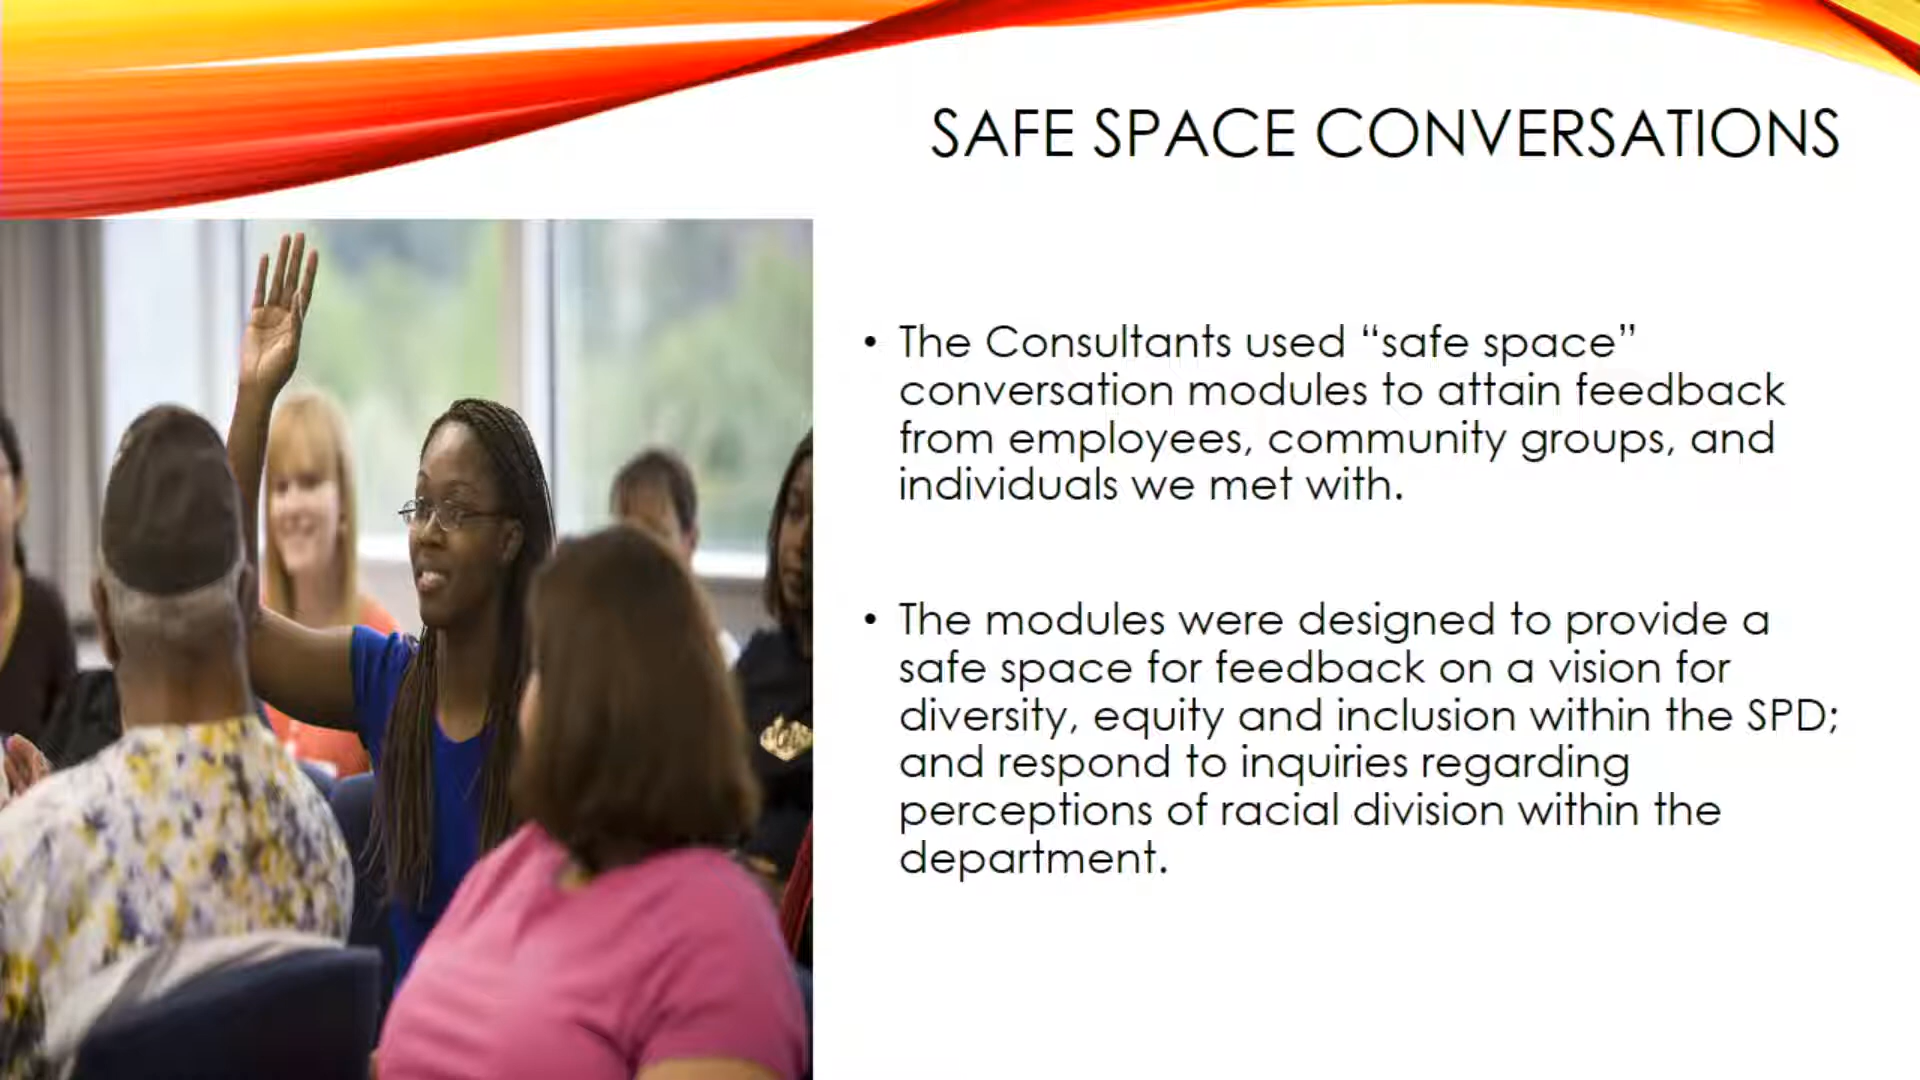 SAFE SPACE CONVERSATIONS
• The Consultants used “safe space”
conversation modules to attain feedback
from employees, community groups, and
individuals we met with.
• The modules were designed to provide a
safe space for feedback on a vision for
diversity, equity and inclusion within the SPD;
and respond to inquiries regarding
perceptions of racial division within the
department.